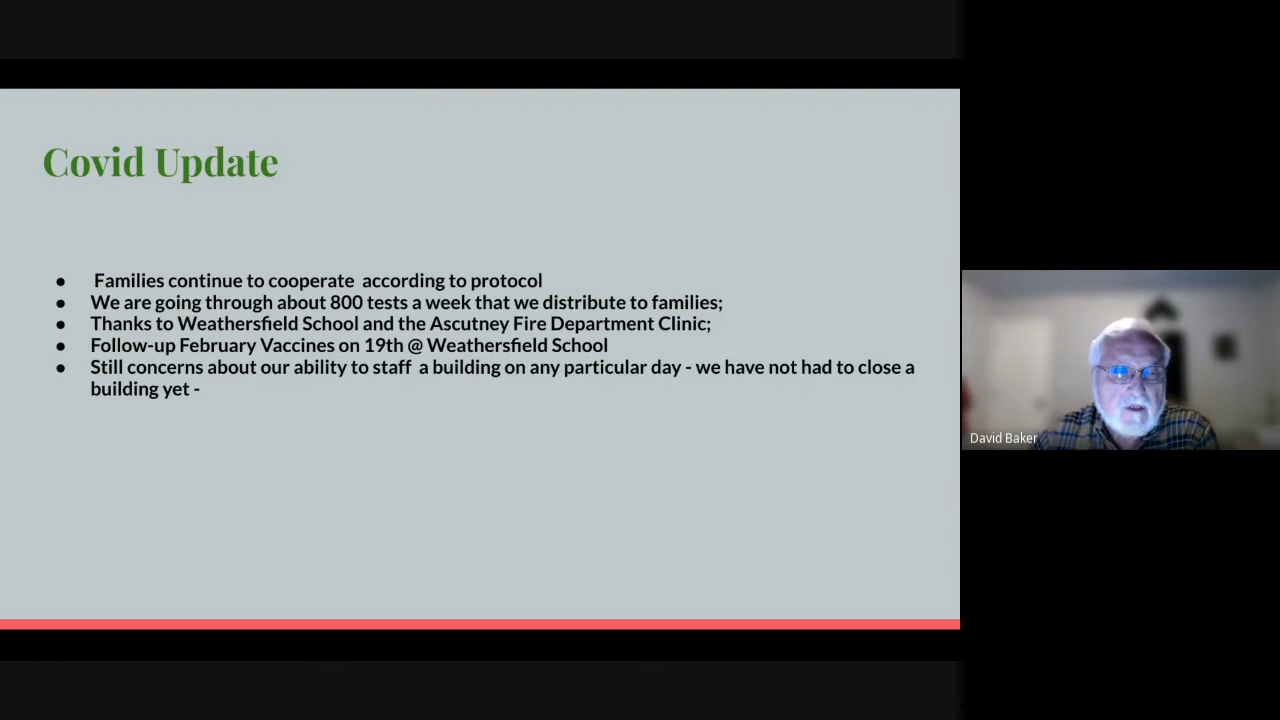 Covid Update
● Families continue to cooperate  according to protocol
● We are going through about 800 tests a week that we distribute to families;
● Thanks to Weathersfield School and the Ascutney Fire Department Clinic;
● Follow-up February Vaccines on 19th @ Weathersfield School
● Still concerns about our ability to staff  a building on any particular day - we have not had to close a
building yet -
David Baker